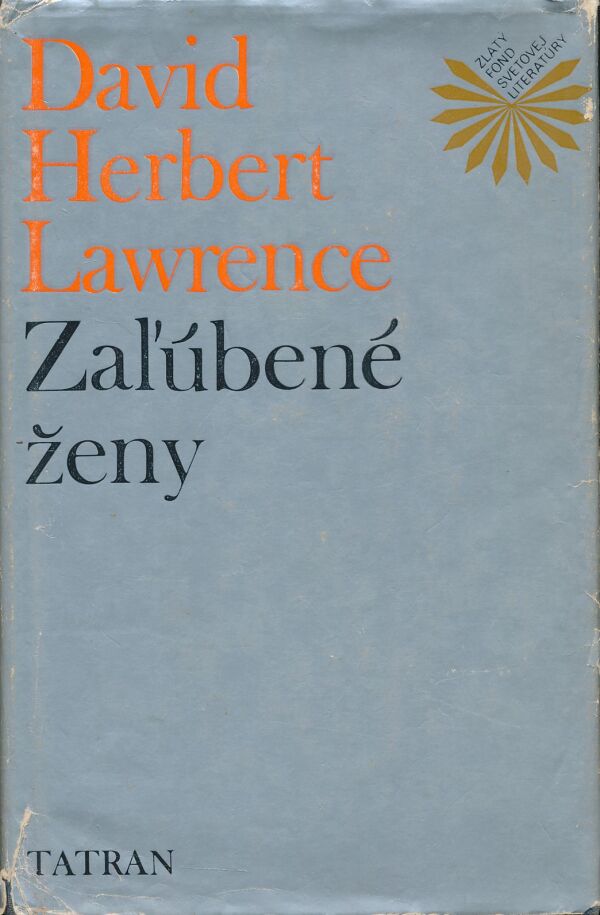 David
Herbert
Lawrence
Zaľúbené
ženy
ZLATÝ
FOND
SVETOVEJ
LITERATÚRY
TATRAN